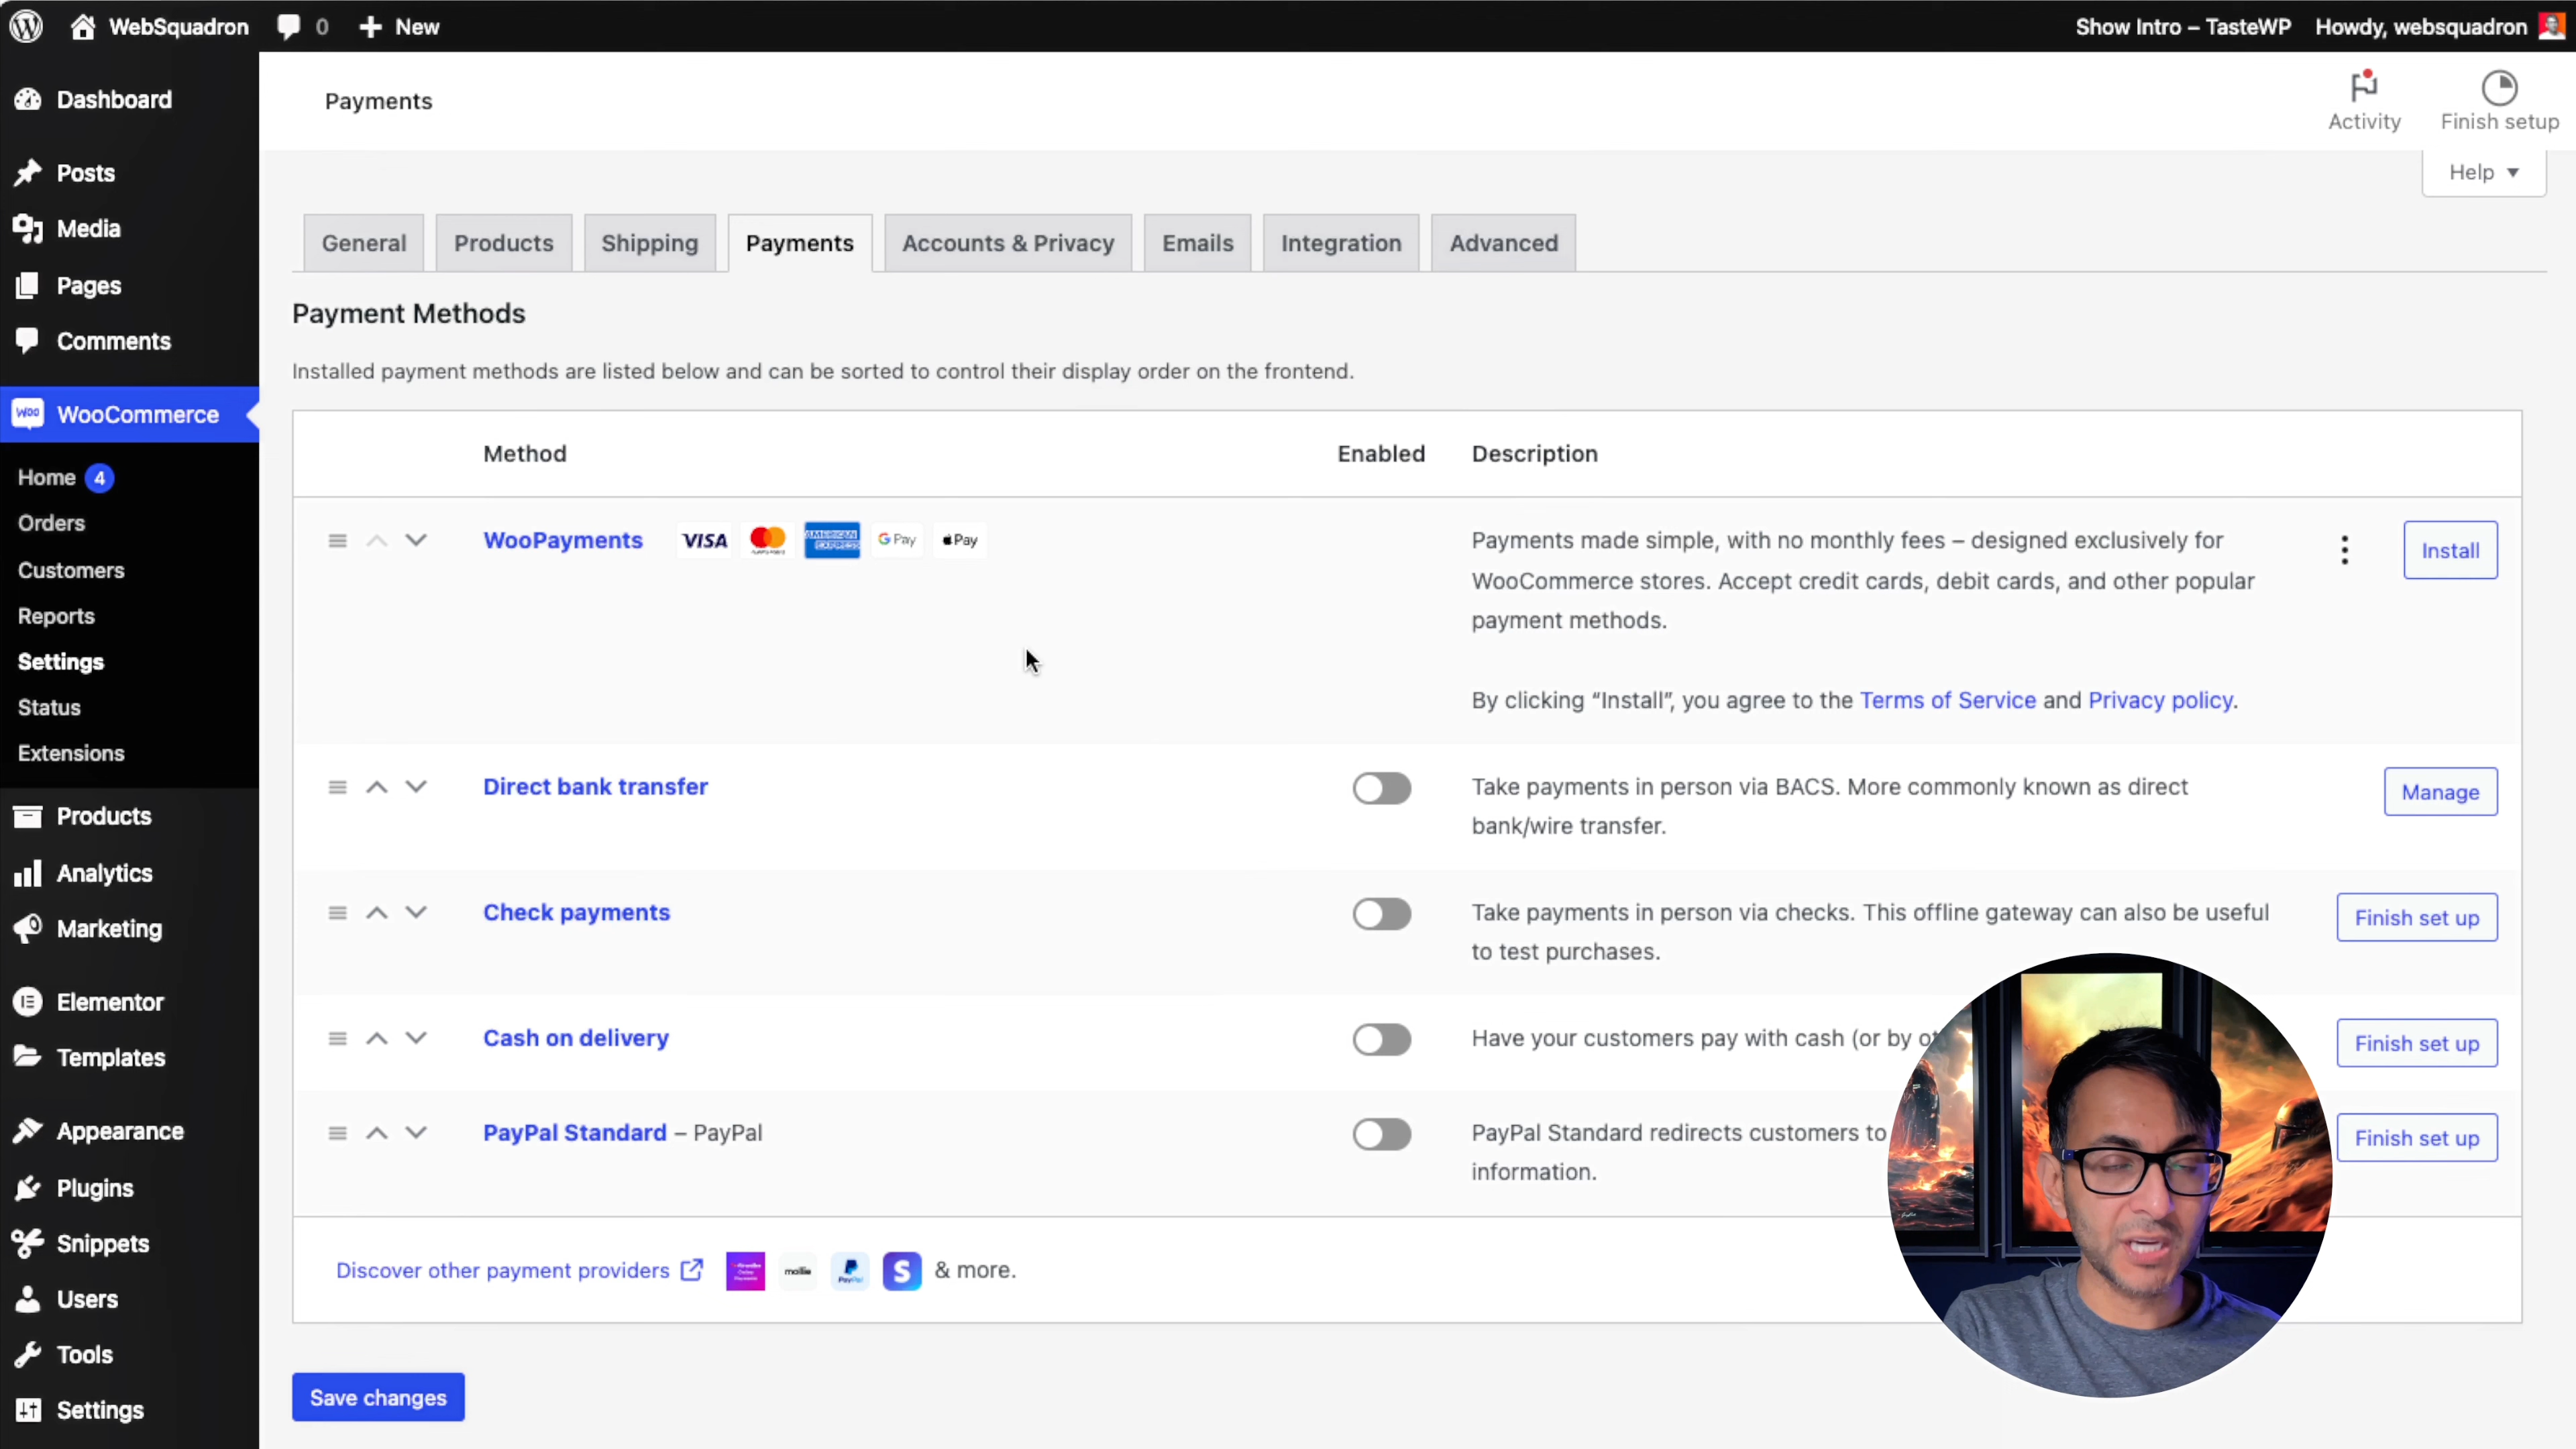 WebSquadron
0
New
Show Intro – TasteWP
Howdy, websquadron
Dashboard
Posts
Media
Pages
Comments
WooCommerce
Home 4
Orders
Customers
Reports
Settings
Status
Extensions
Products
Analytics
Marketing
Elementor
Templates
Appearance
Plugins
Snippets
Users
Tools
Settings
Payments
Activity
Finish setup
Help
General
Products
Shipping
Payments
Accounts & Privacy
Emails
Integration
Advanced
Payment Methods
Installed payment methods are listed below and can be sorted to control their display order on the frontend.
Method
Enabled
Description
WooPayments
VISA
AMERICAN
EXPRESS
G Pay
Pay
Payments made simple, with no monthly fees – designed exclusively for
WooCommerce stores. Accept credit cards, debit cards, and other popular
payment methods.
By clicking “Install”, you agree to the Terms of Service and Privacy policy.
Install
Direct bank transfer
Take payments in person via BACS. More commonly known as direct
bank/wire transfer.
Manage
Check payments
Take payments in person via checks. This offline gateway can also be useful
to test purchases.
Finish set up
Cash on delivery
Have your customers pay with cash (or by
Finish set up
PayPal Standard – PayPal
PayPal Standard redirects customers to
information.
Finish set up
Discover other payment providers
mollie
PayPal
S
& more.
Save changes